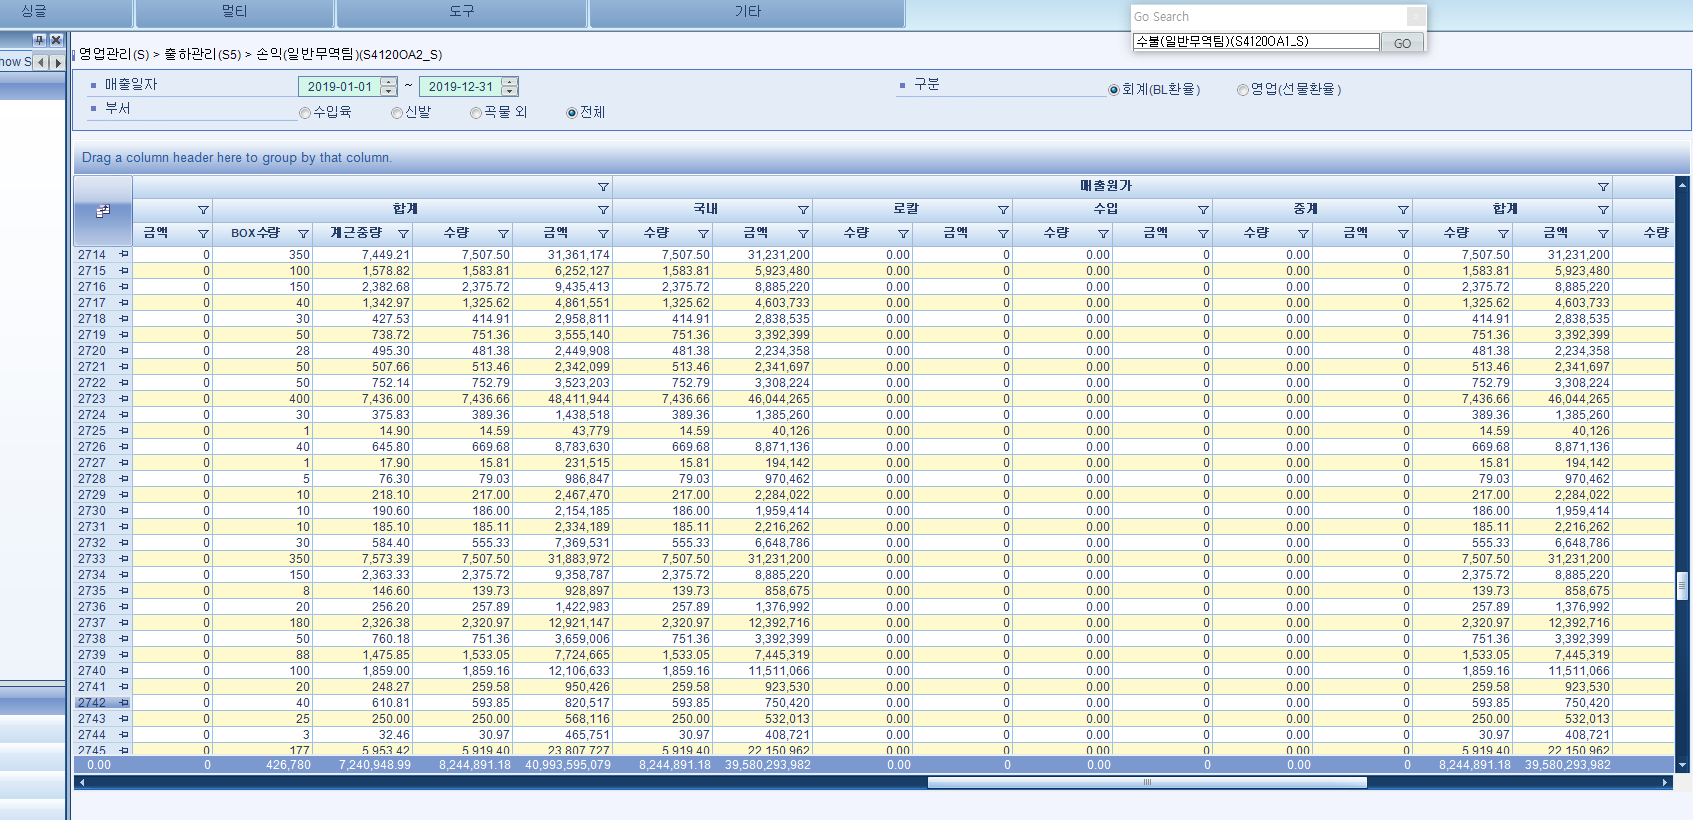 싱글 멀티 도구 기타
Go Search
수불(일반무역팀)(S4120OA1_S) GO
how S
영업관리(S) > 출하관리(S5) > 손익(일반무역팀)(S4120OA2_S)
매출일자 2019-01-01 ~ 2019-12-31 구분 회계(BL환율) 영업(선물환율)
부서 수입육 신발 곡물 외 전체
Drag a column header here to group by that column.
매출원가
합계 국내 로칼 수입 중계 합계
금액 BOX수량 계근중량 수량 금액 수량 금액 수량 금액 수량 금액 수량 금액 수량 금액 수량
2714 0 350 7,449.21 7,507.50 31,361,174 7,507.50 31,231,200 0.00 0 0.00 0 0.00 0 7,507.50 31,231,200
2715 0 100 1,578.82 1,583.81 6,252,127 1,583.81 5,923,480 0.00 0 0.00 0 0.00 0 1,583.81 5,923,480
2716 0 150 2,382.68 2,375.72 9,435,413 2,375.72 8,885,220 0.00 0 0.00 0 0.00 0 2,375.72 8,885,220
2717 0 40 1,342.97 1,325.62 4,861,551 1,325.62 4,603,733 0.00 0 0.00 0 0.00 0 1,325.62 4,603,733
2718 0 30 427.53 414.91 2,958,811 414.91 2,838,535 0.00 0 0.00 0 0.00 0 414.91 2,838,535
2719 0 50 738.72 751.36 3,555,140 751.36 3,392,399 0.00 0 0.00 0 0.00 0 751.36 3,392,399
2720 0 28 495.30 481.38 2,449,908 481.38 2,234,358 0.00 0 0.00 0 0.00 0 481.38 2,234,358
2721 0 50 507.66 513.46 2,342,099 513.46 2,341,697 0.00 0 0.00 0 0.00 0 513.46 2,341,697
2722 0 50 752.14 752.79 3,523,203 752.79 3,308,224 0.00 0 0.00 0 0.00 0 752.79 3,308,224
2723 0 400 7,436.00 7,436.66 48,411,944 7,436.66 46,044,265 0.00 0 0.00 0 0.00 0 7,436.66 46,044,265
2724 0 30 375.83 389.36 1,438,518 389.36 1,385,260 0.00 0 0.00 0 0.00 0 389.36 1,385,260
2725 0 1 14.90 14.59 43,779 14.59 40,126 0.00 0 0.00 0 0.00 0 14.59 40,126
2726 0 40 645.80 669.68 8,783,630 669.68 8,871,136 0.00 0 0.00 0 0.00 0 669.68 8,871,136
2727 0 1 17.90 15.81 231,515 15.81 194,142 0.00 0 0.00 0 0.00 0 15.81 194,142
2728 0 5 76.30 79.03 986,847 79.03 970,462 0.00 0 0.00 0 0.00 0 79.03 970,462
2729 0 10 218.10 217.00 2,467,470 217.00 2,284,022 0.00 0 0.00 0 0.00 0 217.00 2,284,022
2730 0 10 190.60 186.00 2,154,185 186.00 1,959,414 0.00 0 0.00 0 0.00 0 186.00 1,959,414
2731 0 10 185.10 185.11 2,334,189 185.11 2,216,262 0.00 0 0.00 0 0.00 0 185.11 2,216,262
2732 0 30 584.40 555.33 7,369,531 555.33 6,648,786 0.00 0 0.00 0 0.00 0 555.33 6,648,786
2733 0 350 7,573.39 7,507.50 31,883,972 7,507.50 31,231,200 0.00 0 0.00 0 0.00 0 7,507.50 31,231,200
2734 0 150 2,363.33 2,375.72 9,358,787 2,375.72 8,885,220 0.00 0 0.00 0 0.00 0 2,375.72 8,885,220
2735 0 8 146.60 139.73 928,897 139.73 858,675 0.00 0 0.00 0 0.00 0 139.73 858,675
2736 0 20 256.20 257.89 1,422,983 257.89 1,376,992 0.00 0 0.00 0 0.00 0 257.89 1,376,992
2737 0 180 2,326.38 2,320.97 12,921,147 2,320.97 12,392,716 0.00 0 0.00 0 0.00 0 2,320.97 12,392,716
2738 0 50 760.18 751.36 3,659,006 751.36 3,392,399 0.00 0 0.00 0 0.00 0 751.36 3,392,399
2739 0 88 1,475.85 1,533.05 7,724,665 1,533.05 7,445,319 0.00 0 0.00 0 0.00 0 1,533.05 7,445,319
2740 0 100 1,859.00 1,859.16 12,106,633 1,859.16 11,511,066 0.00 0 0.00 0 0.00 0 1,859.16 11,511,066
2741 0 20 248.27 259.58 950,426 259.58 923,530 0.00 0 0.00 0 0.00 0 259.58 923,530
2742 0 40 610.81 593.85 820,517 593.85 750,420 0.00 0 0.00 0 0.00 0 593.85 750,420
2743 0 25 250.00 250.00 568,116 250.00 532,013 0.00 0 0.00 0 0.00 0 250.00 532,013
2744 0 3 32.46 30.97 465,751 30.97 408,721 0.00 0 0.00 0 0.00 0 30.97 408,721
2745 0 177 5,953.42 5,919.40 23,807,727 5,919.40 22,150,962 0.00 0 0.00 0 0.00 0 5,919.40 22,150,962
0.00 0 426,780 7,240,948.99 8,244,891.18 40,993,595,079 8,244,891.18 39,580,293,982 0.00 0 0.00 0 0.00 0 8,244,891.18 39,580,293,982